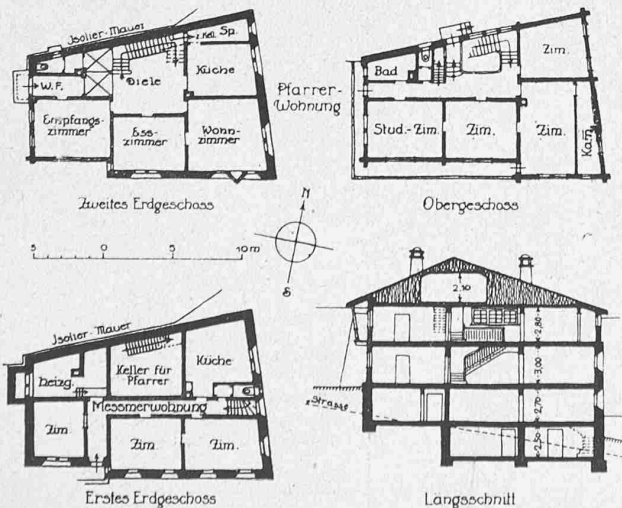 Isolier-Mauer
z. Kell. Sp.
W.F.
Diele
Küche
Empfangs-
zimmer
Ess-
zimmer
Wohn-
zimmer
Zweites Erdgeschoss
Pfarrer-
Wohnung
Bad
Zim.
Stud.-Zim.
Zim.
Zim.
Kam.
Obergeschoss
5 0 5 10 m
N
S
Isolier-Mauer
Heizg.
Keller für
Pfarrer
Küche
Messmerwohnung
Zim.
Zim.
Zim.
Erstes Erdgeschoss
2.10
2,80
3,00
2,70
2,50
z. Strasse
Längsschnitt